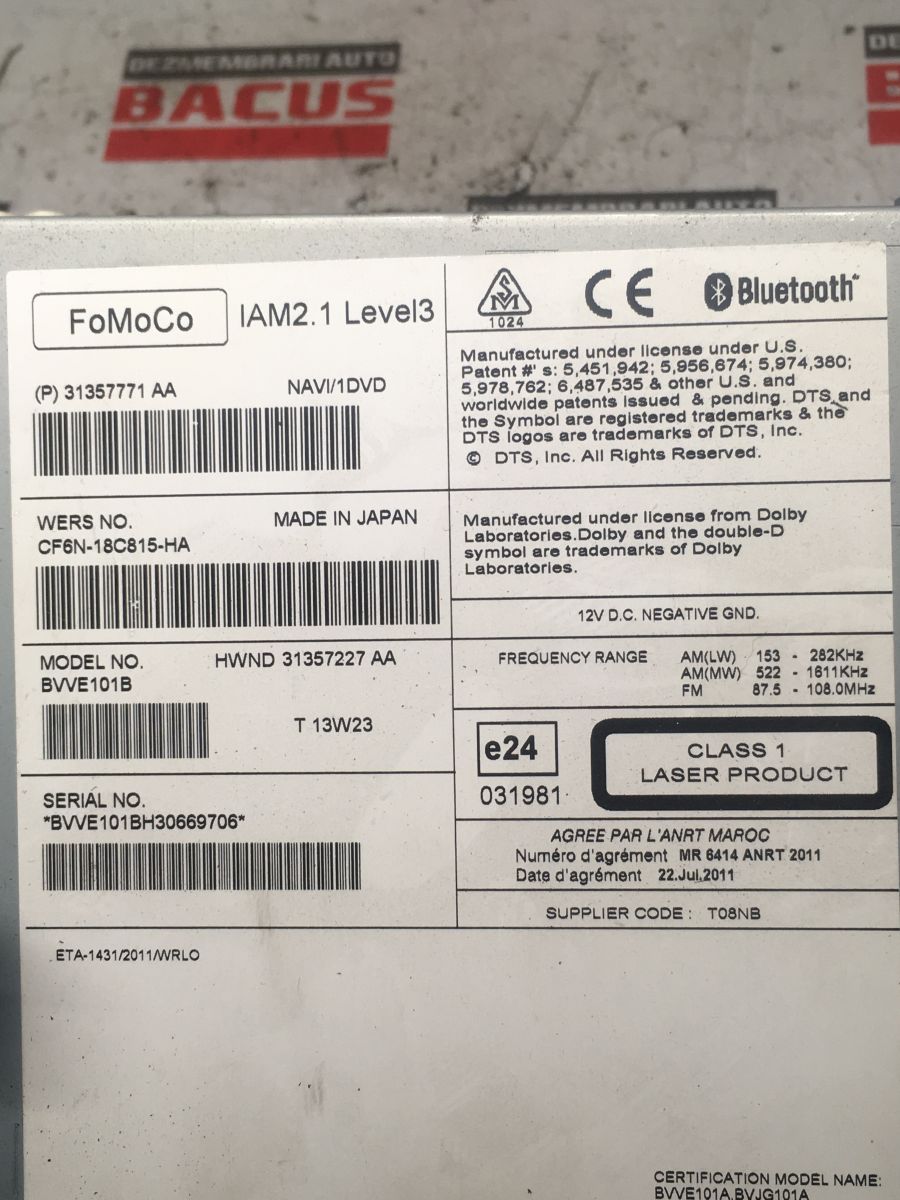 DEZMEMBRARI AUTO
BACUS
DEZMEMBRARI AUTO
FoMoCo
IAM2.1 Level3
(P) 31357771 AA
NAVI/1DVD
WERS NO.
MADE IN JAPAN
CF6N-18C815-HA
MODEL NO.
HWND 31357227 AA
BVVE101B
T 13W23
SERIAL NO.
*BVVE101BH30669706*
ETA-1431/2011/WRLO
SM
1024
CE
Bluetooth™
Manufactured under license under U.S.
Patent #' s: 5,451,942; 5,956,674; 5,974,380;
5,978,762; 6,487,535 & other U.S. and
worldwide patents issued & pending. DTS and
the Symbol are registered trademarks & the
DTS logos are trademarks of DTS, Inc.
© DTS, Inc. All Rights Reserved.
Manufactured under license from Dolby
Laboratories.Dolby and the double-D
symbol are trademarks of Dolby
Laboratories.
12V D.C. NEGATIVE GND.
FREQUENCY RANGE AM(LW) 153 - 282KHz
AM(MW) 522 - 1611KHz
FM 87.5 - 108.0MHz
e24
031981
CLASS 1
LASER PRODUCT
AGREE PAR L'ANRT MAROC
Numéro d'agrément MR 6414 ANRT 2011
Date d'agrément 22.Jul.2011
SUPPLIER CODE : T08NB
CERTIFICATION MODEL NAME:
BVVE101A,BVJG101A